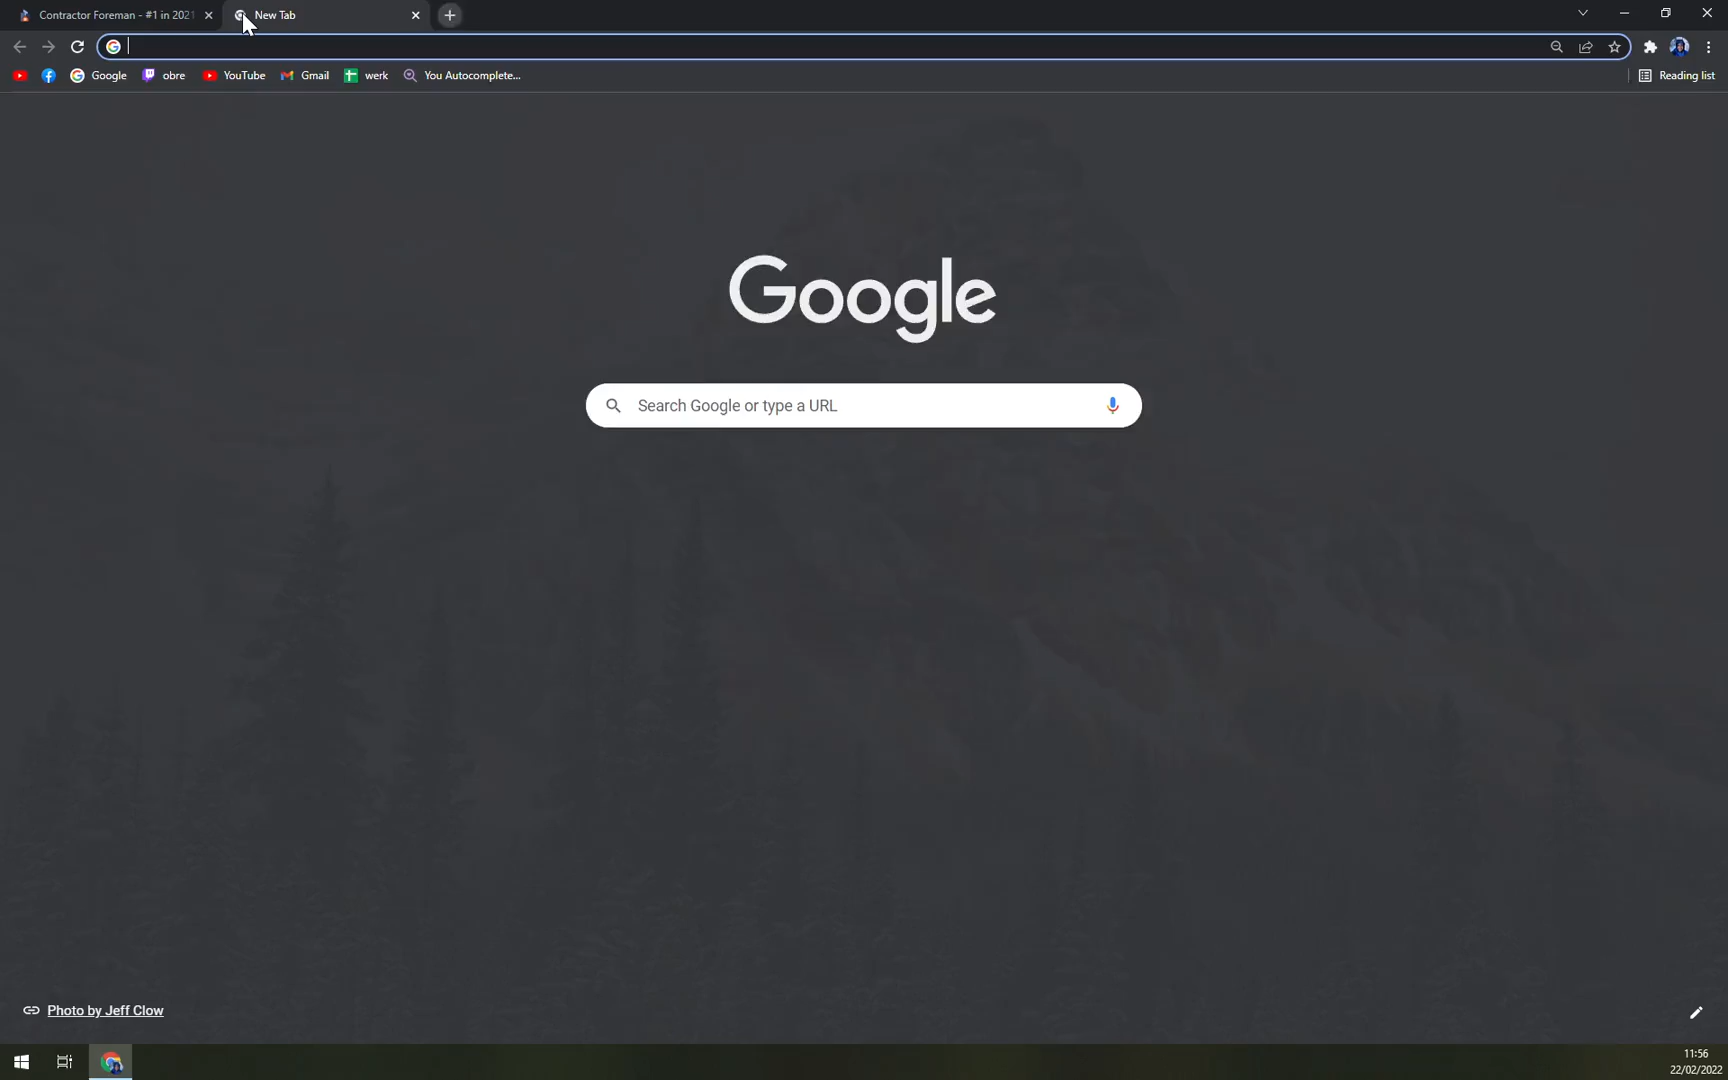 Contractor Foreman - #1 in 2021
New Tab
Google
obre
YouTube
Gmail
werk
You Autocomplete...
Reading list
Google
Search Google or type a URL
Photo by Jeff Clow
11:56
22/02/2022